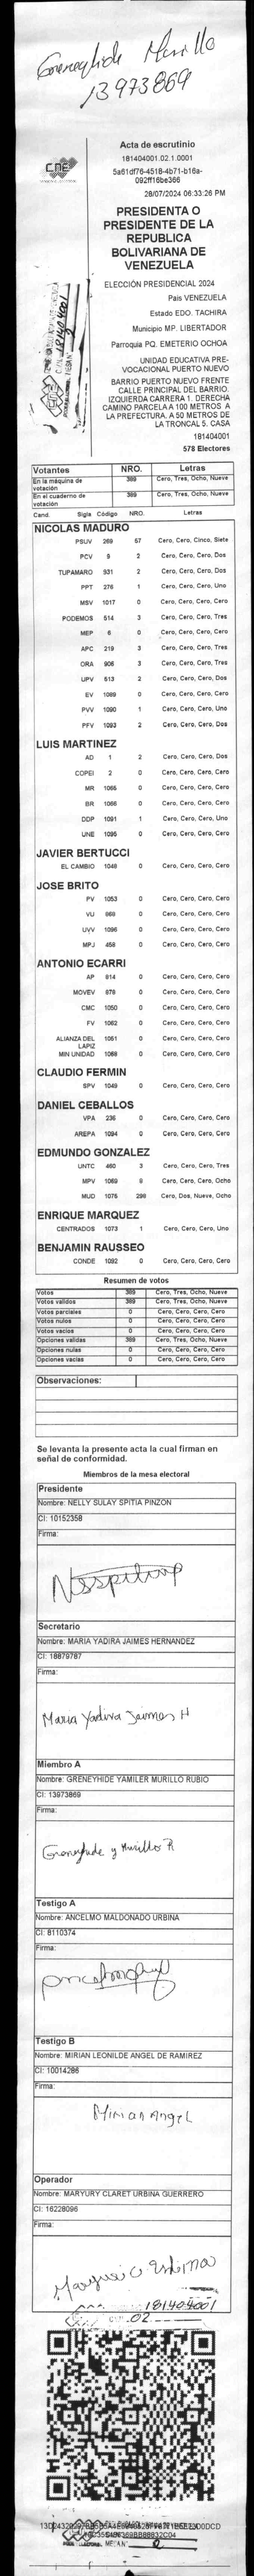 Greneyhide Murillo
13973869
CNE
Acta de escrutinio
181404001.02.1.0001
5a61df76-4518-4b71-b16a-
092ff16be366
28/07/2024 06:33:26 PM
PRESIDENTA O
PRESIDENTE DE LA
REPUBLICA
BOLIVARIANA DE
VENEZUELA
ELECCIÓN PRESIDENCIAL 2024
País VENEZUELA
Estado EDO. TACHIRA
Municipio MP. LIBERTADOR
Parroquia PQ. EMETERIO OCHOA
UNIDAD EDUCATIVA PRE-
VOCACIONAL PUERTO NUEVO
BARRIO PUERTO NUEVO FRENTE
CALLE PRINCIPAL DEL BARRIO.
IZQUIERDA CARRERA 1. DERECHA
CAMINO PARCELA A 100 METROS A
LA PREFECTURA. A 50 METROS DE
LA TRONCAL 5. CASA
181404001
578 Electores
Votantes NRO. Letras
En la máquina de votación 389 Cero, Tres, Ocho, Nueve
En el cuaderno de votación 389 Cero, Tres, Ocho, Nueve
Cand. Sigla Código NRO. Letras
NICOLAS MADURO
PSUV 269 67 Cero, Cero, Cinco, Siete
PCV 9 2 Cero, Cero, Cero, Dos
TUPAMARO 931 2 Cero, Cero, Cero, Dos
PPT 276 1 Cero, Cero, Cero, Uno
MSV 1017 0 Cero, Cero, Cero, Cero
PODEMOS 514 3 Cero, Cero, Cero, Tres
MEP 6 0 Cero, Cero, Cero, Cero
APC 219 3 Cero, Cero, Cero, Tres
ORA 906 3 Cero, Cero, Cero, Tres
UPV 613 2 Cero, Cero, Cero, Dos
EV 1089 0 Cero, Cero, Cero, Cero
PVV 1090 1 Cero, Cero, Cero, Uno
PFV 1093 2 Cero, Cero, Cero, Dos
LUIS MARTINEZ
AD 1 2 Cero, Cero, Cero, Dos
COPEI 2 0 Cero, Cero, Cero, Cero
MR 1065 0 Cero, Cero, Cero, Cero
BR 1066 0 Cero, Cero, Cero, Cero
DDP 1091 1 Cero, Cero, Cero, Uno
UNE 1095 0 Cero, Cero, Cero, Cero
JAVIER BERTUCCI
EL CAMBIO 1048 0 Cero, Cero, Cero, Cero
JOSE BRITO
PV 1053 0 Cero, Cero, Cero, Cero
VU 868 0 Cero, Cero, Cero, Cero
UVV 1096 0 Cero, Cero, Cero, Cero
MPJ 458 0 Cero, Cero, Cero, Cero
ANTONIO ECARRI
AP 814 0 Cero, Cero, Cero, Cero
MOVEV 978 0 Cero, Cero, Cero, Cero
CMC 1050 0 Cero, Cero, Cero, Cero
FV 1062 0 Cero, Cero, Cero, Cero
ALIANZA DEL LAPIZ 1051 0 Cero, Cero, Cero, Cero
MIN UNIDAD 1068 0 Cero, Cero, Cero, Cero
CLAUDIO FERMIN
SPV 1049 0 Cero, Cero, Cero, Cero
DANIEL CEBALLOS
VPA 236 0 Cero, Cero, Cero, Cero
AREPA 1094 0 Cero, Cero, Cero, Cero
EDMUNDO GONZALEZ
UNTC 460 3 Cero, Cero, Cero, Tres
MPV 1069 8 Cero, Cero, Cero, Ocho
MUD 1075 298 Cero, Dos, Nueve, Ocho
ENRIQUE MARQUEZ
CENTRADOS 1073 1 Cero, Cero, Cero, Uno
BENJAMIN RAUSSEO
CONDE 1092 0 Cero, Cero, Cero, Cero
Resumen de votos
Votos 389 Cero, Tres, Ocho, Nueve
Votos validos 389 Cero, Tres, Ocho, Nueve
Votos parciales 0 Cero, Cero, Cero, Cero
Votos nulos 0 Cero, Cero, Cero, Cero
Votos vacios 0 Cero, Cero, Cero, Cero
Opciones validas 389 Cero, Tres, Ocho, Nueve
Opciones nulas 0 Cero, Cero, Cero, Cero
Opciones vacias 0 Cero, Cero, Cero, Cero
Observaciones:
Se levanta la presente acta la cual firman en
señal de conformidad.
Miembros de la mesa electoral
Presidente
Nombre: NELLY SULAY SPITIA PINZON
CI: 10152358
Firma:
Secretario
Nombre: MARIA YADIRA JAIMES HERNANDEZ
CI: 18879787
Firma:
Maria Yadira Jaimes H
Miembro A
Nombre: GRENEYHIDE YAMILER MURILLO RUBIO
CI: 13973869
Firma:
Greneyhide y Murillo R
Testigo A
Nombre: ANCELMO MALDONADO URBINA
CI: 8110374
Firma:
Testigo B
Nombre: MIRIAN LEONILDE ANGEL DE RAMIREZ
CI: 10014286
Firma:
Mirian Angel
Operador
Nombre: MARYURY CLARET URBINA GUERRERO
CI: 16228096
Firma:
181404001
02